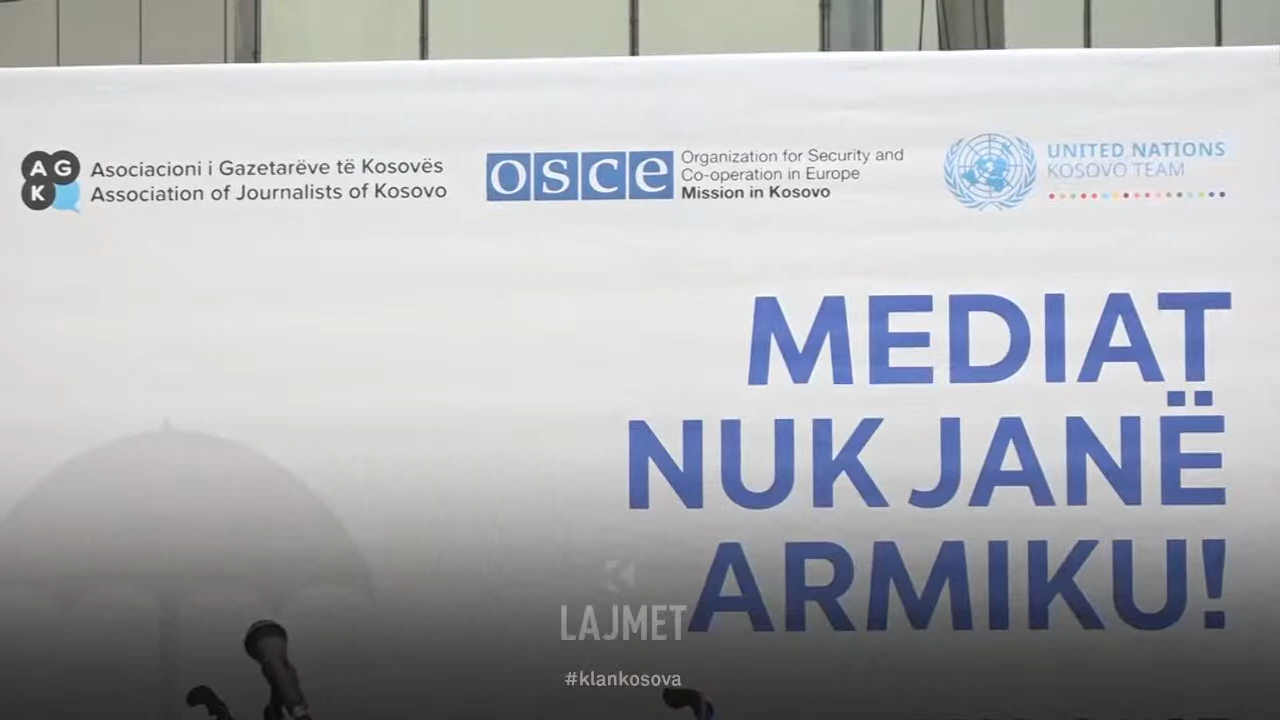 AGK
Asociacioni i Gazetarëve të Kosovës
Association of Journalists of Kosovo
osce
Organization for Security and
Co-operation in Europe
Mission in Kosovo
UNITED NATIONS
KOSOVO TEAM
MEDIAT
NUK JANË
ARMIKU!
LAJMET
#klankosova